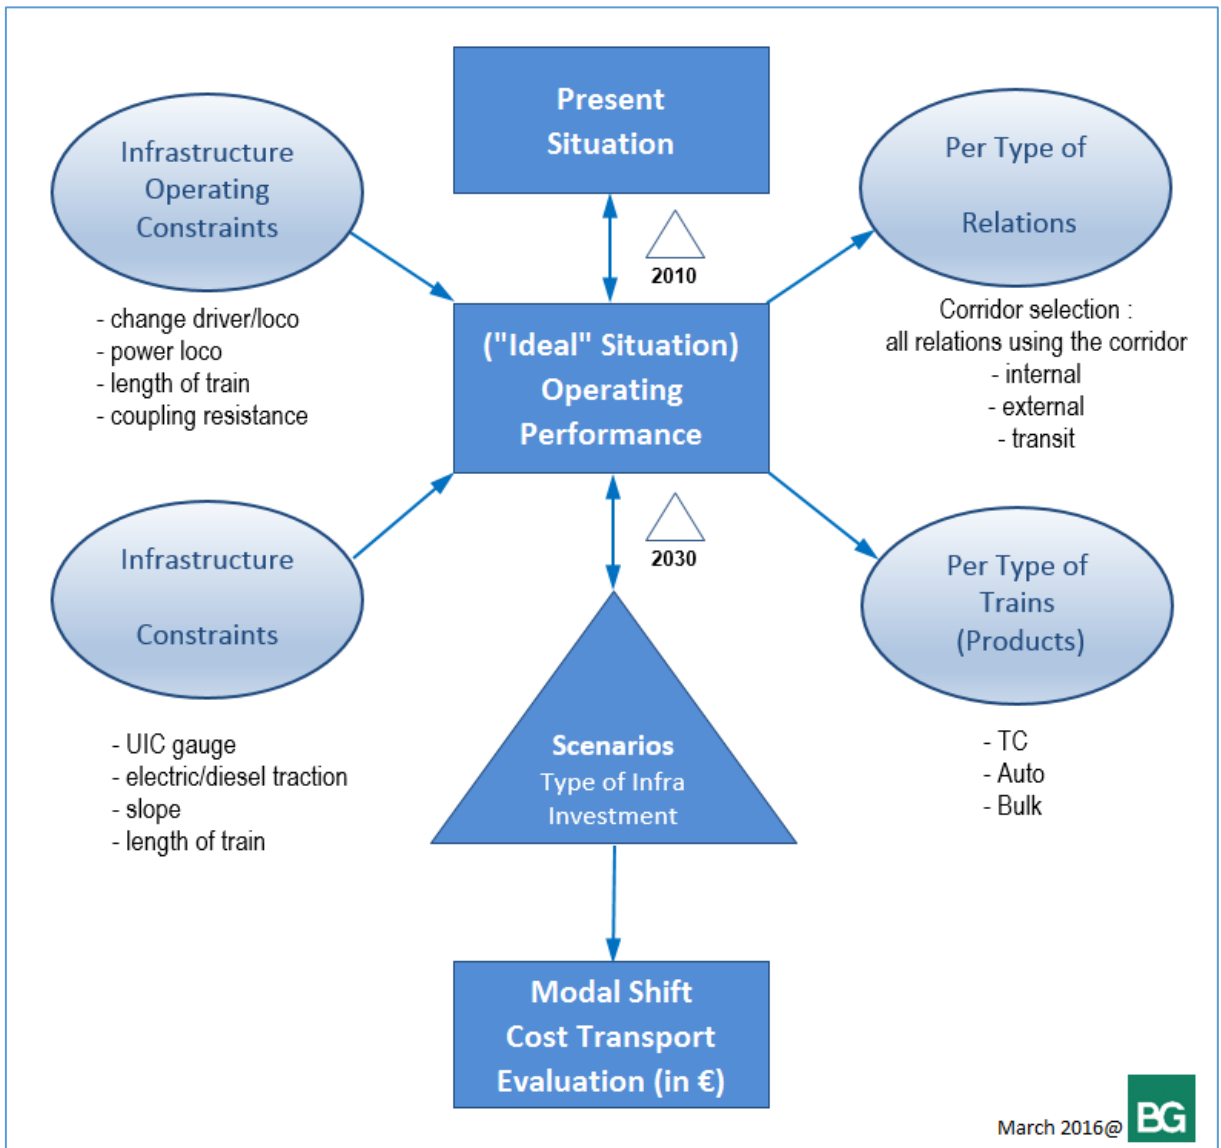 Present
Situation
Infrastructure
Operating
Constraints
- change driver/loco
- power loco
- length of train
- coupling resistance
Per Type of
Relations
Corridor selection :
all relations using the corridor
- internal
- external
- transit
2010
("Ideal" Situation)
Operating
Performance
2030
Infrastructure
Constraints
- UIC gauge
- electric/diesel traction
- slope
- length of train
Per Type of
Trains
(Products)
- TC
- Auto
- Bulk
Scenarios
Type of Infra
Investment
Modal Shift
Cost Transport
Evaluation (in €)
March 2016@
BG